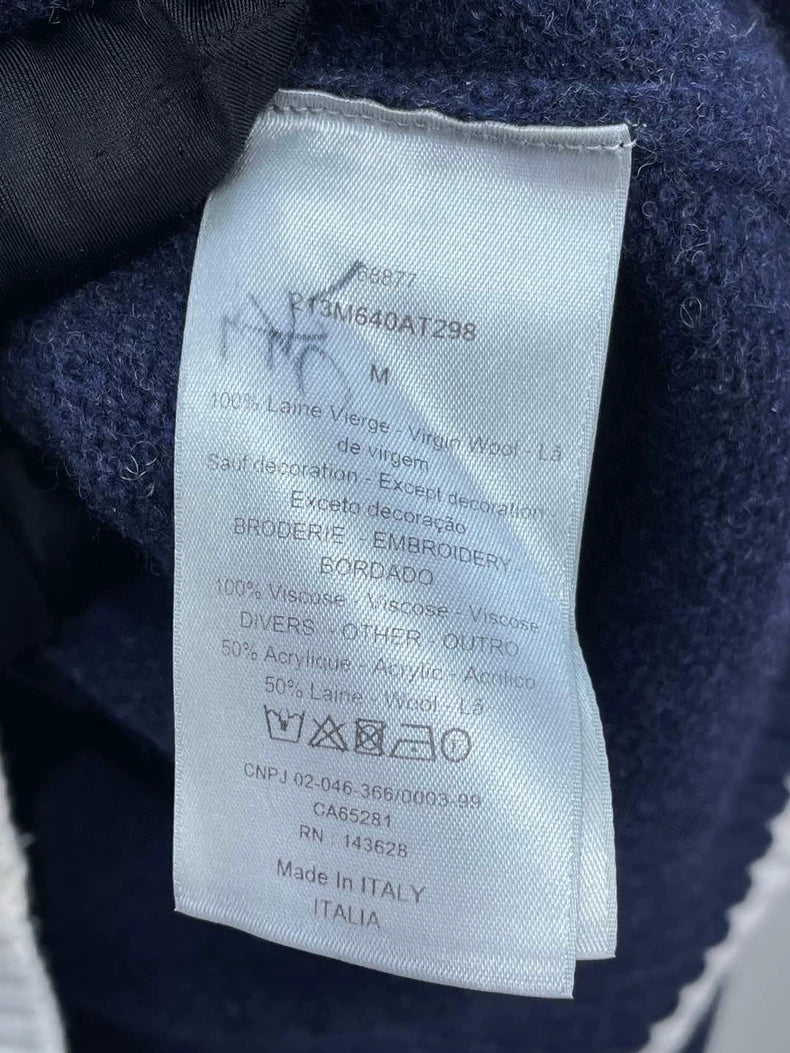 68877
213M640AT298
M
100% Laine Vierge - Virgin Wool - Lã
de virgem
Sauf decoration - Except decoration -
Exceto decoração
BRODERIE - EMBROIDERY -
BORDADO
100% Viscose - Viscose - Viscose
DIVERS - OTHER - OUTRO
50% Acrylique - Acrylic - Acrilico
50% Laine - Wool - Lã
CNPJ 02-046-366/0003-99
CA65281
RN : 143628
Made In ITALY
ITALIA